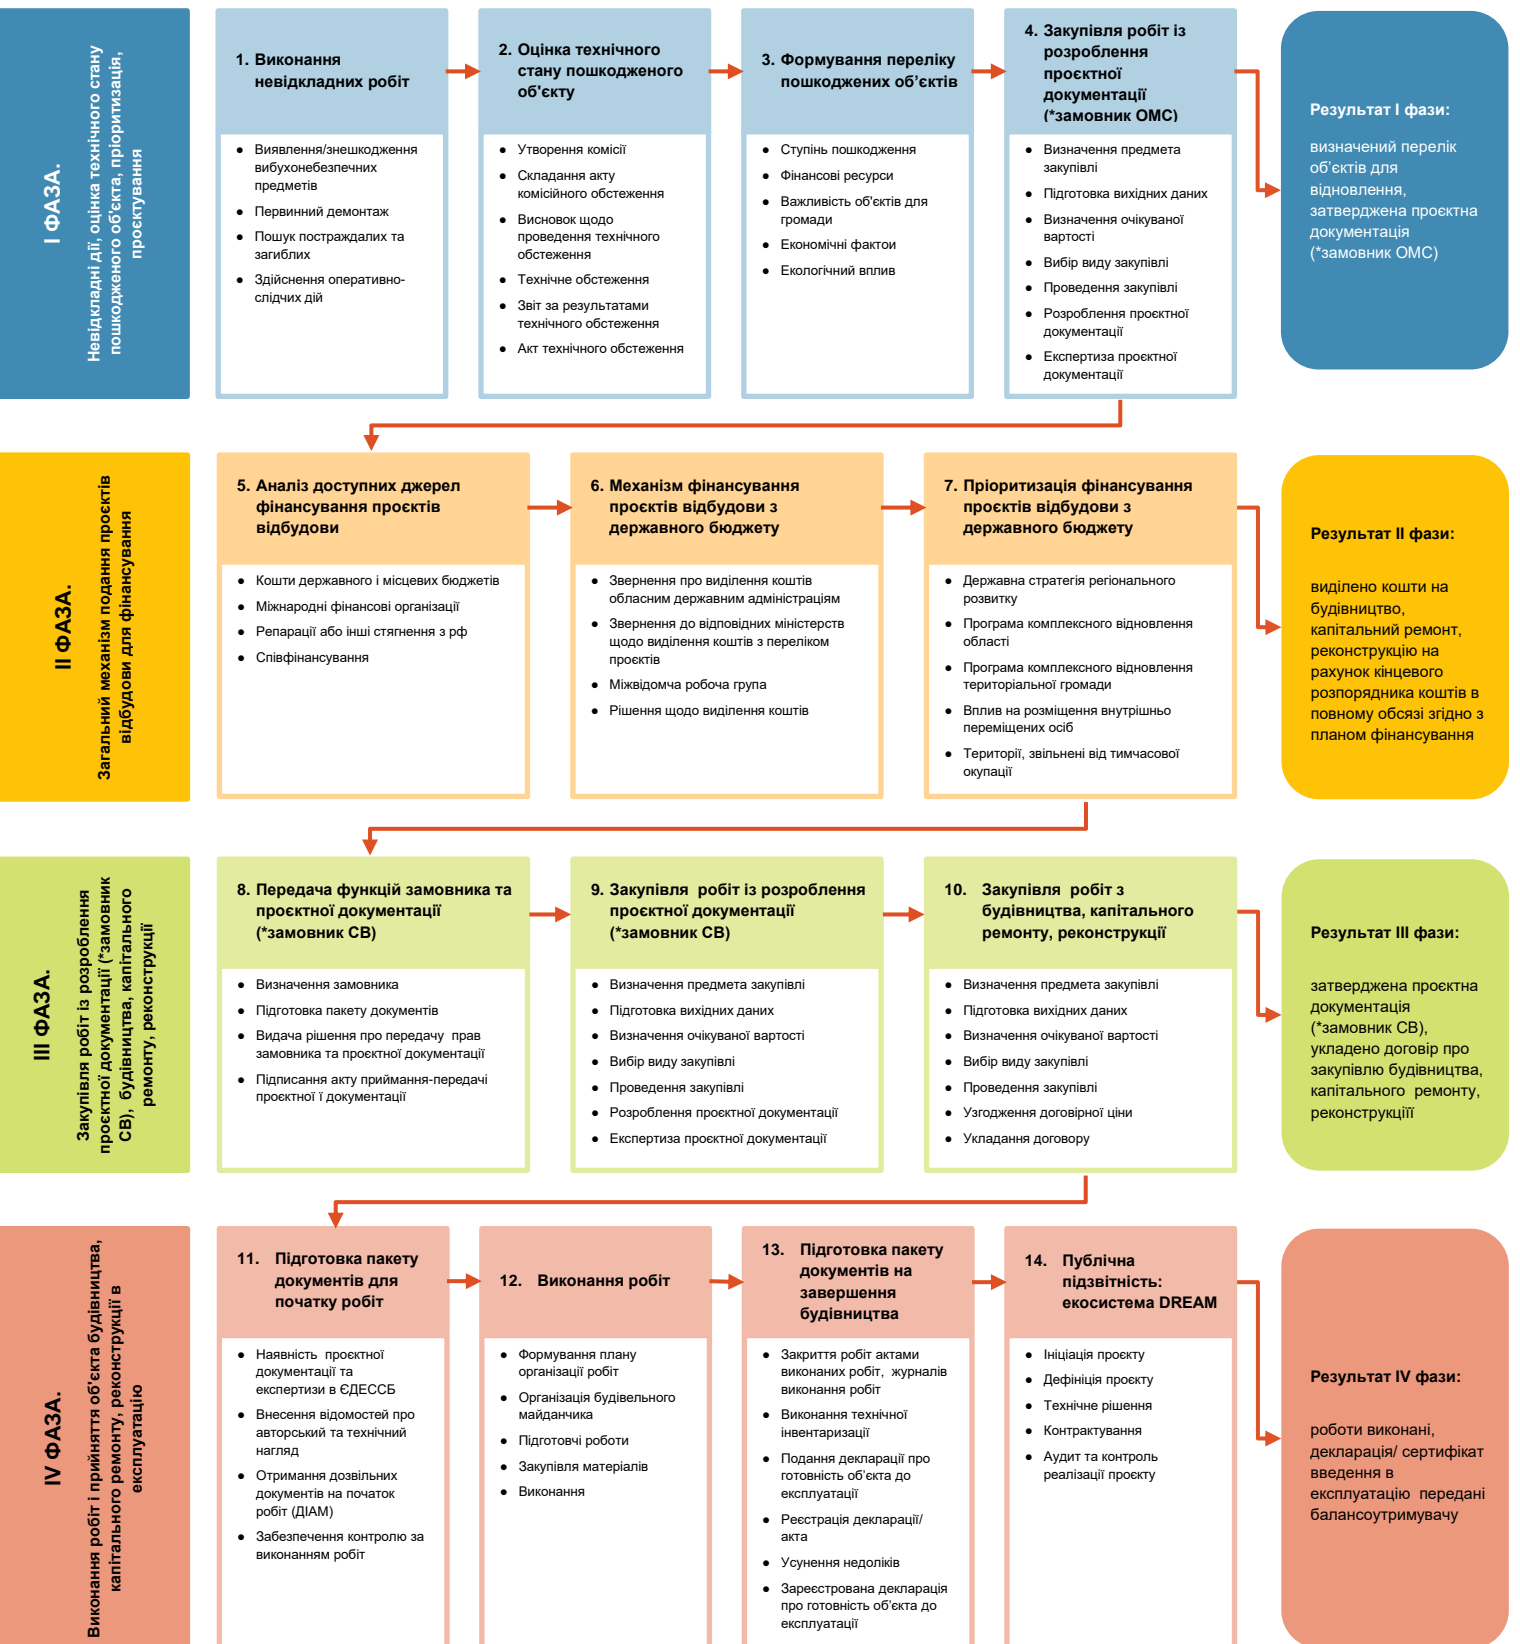 І ФАЗА.
Невідкладні дії, оцінка технічного стану
пошкодженого об'єкта, пріоритизація,
проєктування
1. Виконання
невідкладних робіт
● Виявлення/знешкодження
вибухонебезпечних
предметів
● Первинний демонтаж
● Пошук постраждалих та
загиблих
● Здійснення оперативно-
слідчих дій
2. Оцінка технічного
стану пошкодженого
об'єкту
● Утворення комісії
● Складання акту
комісійного обстеження
● Висновок щодо
проведення технічного
обстеження
● Технічне обстеження
● Звіт за результатами
технічного обстеження
● Акт технічного обстеження
3. Формування переліку
пошкоджених об'єктів
● Ступінь пошкодження
● Фінансові ресурси
● Важливість об'єктів для
громади
● Економічні фактои
● Екологічний вплив
4. Закупівля робіт із
розроблення
проєктної
документації
(*замовник ОМС)
● Визначення предмета
закупівлі
● Підготовка вихідних даних
● Визначення очікуваної
вартості
● Вибір виду закупівлі
● Проведення закупівлі
● Розроблення проєктної
документації
● Експертиза проєктної
документації
Результат І фази:
визначений перелік
об'єктів для
відновлення,
затверджена проєктна
документація
(*замовник ОМС)
ІІ ФАЗА.
Загальний механізм подання проєктів
відбудови для фінансування
5. Аналіз доступних джерел
фінансування проєктів
відбудови
● Кошти державного і місцевих бюджетів
● Міжнародні фінансові організації
● Репарації або інші стягнення з рф
● Співфінансування
6. Механізм фінансування
проєктів відбудови з
державного бюджету
● Звернення про виділення коштів
обласним державним адміністраціям
● Звернення до відповідних міністерств
щодо виділення коштів з переліком
проєктів
● Міжвідомча робоча група
● Рішення щодо виділення коштів
7. Пріоритизація фінансування
проєктів відбудови з
державного бюджету
● Державна стратегія регіонального
розвитку
● Програма комплексного відновлення
області
● Програма комплексного відновлення
територіальної громади
● Вплив на розміщення внутрішньо
переміщених осіб
● Території, звільнені від тимчасової
окупації
Результат ІІ фази:
виділено кошти на
будівництво,
капітальний ремонт,
реконструкцію на
рахунок кінцевого
розпорядника коштів в
повному обсязі згідно з
планом фінансування
ІІІ ФАЗА.
Закупівля робіт із розроблення
проєктної документації (*замовник
СВ), будівництва, капітального
ремонту, реконструкції
8. Передача функцій замовника та
проєктної документації
(*замовник СВ)
● Визначення замовника
● Підготовка пакету документів
● Видача рішення про передачу прав
замовника та проєктної документації
● Підписання акту приймання-передачі
проєктної ї документації
9. Закупівля робіт із розроблення
проєктної документації
(*замовник СВ)
● Визначення предмета закупівлі
● Підготовка вихідних даних
● Визначення очікуваної вартості
● Вибір виду закупівлі
● Проведення закупівлі
● Розроблення проєктної документації
● Експертиза проєктної документації
10. Закупівля робіт з
будівництва, капітального
ремонту, реконструкції
● Визначення предмета закупівлі
● Підготовка вихідних даних
● Визначення очікуваної вартості
● Вибір виду закупівлі
● Проведення закупівлі
● Узгодження договірної ціни
● Укладання договору
Результат ІІІ фази:
затверджена проєктна
документація
(*замовник СВ),
укладено договір про
закупівлю будівництва,
капітального ремонту,
реконструкціїї
IV ФАЗА.
Виконання робіт і прийняття об'єкта будівництва,
капітального ремонту, реконструкції в
експлуатацію
11. Підготовка пакету
документів для
початку робіт
● Наявність проєктної
документації та
експертизи в ЄДЕССБ
● Внесення відомостей про
авторський та технічний
нагляд
● Отримання дозвільних
документів на початок
робіт (ДІАМ)
● Забезпечення контролю за
виконанням робіт
12. Виконання робіт
● Формування плану
організації робіт
● Організація будівельного
майданчика
● Підготовчі роботи
● Закупівля матеріалів
● Виконання
13. Підготовка пакету
документів на
завершення
будівництва
● Закриття робіт актами
виконаних робіт, журналів
виконання робіт
● Виконання технічної
інвентаризації
● Подання декларації про
готовність об'єкта до
експлуатації
● Реєстрація декларації/
акта
● Усунення недоліків
● Зареєстрована декларація
про готовність об'єкта до
експлуатації
14. Публічна
підзвітність:
екосистема DREAM
● Ініціація проєкту
● Дефініція проєкту
● Технічне рішення
● Контрактування
● Аудит та контроль
реалізації проєкту
Результат IV фази:
роботи виконані,
декларація/ сертифікат
введення в
експлуатацію передані
балансоутримувачу